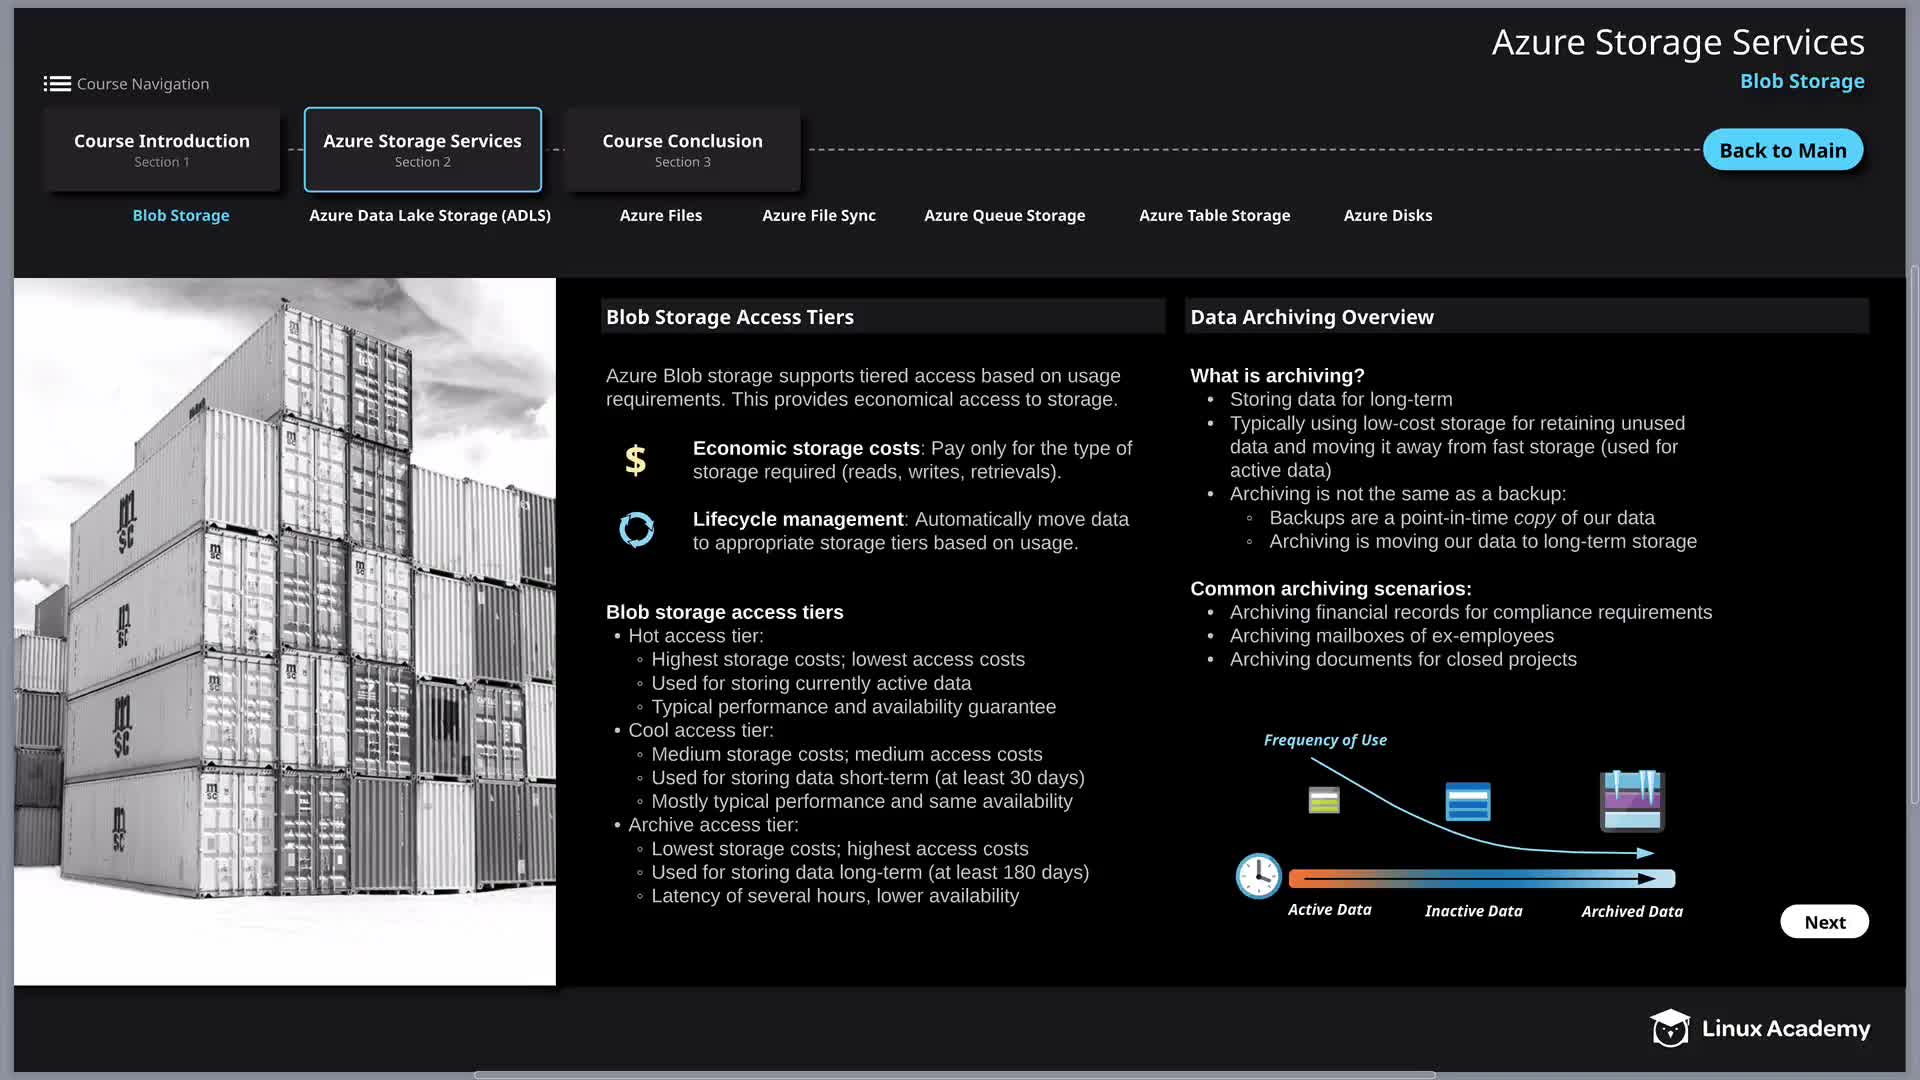 Azure Storage Services
Blob Storage
Course Navigation
Course Introduction
Section 1
Azure Storage Services
Section 2
Course Conclusion
Section 3
Back to Main
Blob Storage
Azure Data Lake Storage (ADLS)
Azure Files
Azure File Sync
Azure Queue Storage
Azure Table Storage
Azure Disks
Blob Storage Access Tiers
Azure Blob storage supports tiered access based on usage
requirements. This provides economical access to storage.
$
Economic storage costs: Pay only for the type of
storage required (reads, writes, retrievals).
Lifecycle management: Automatically move data
to appropriate storage tiers based on usage.
Blob storage access tiers
• Hot access tier:
◦ Highest storage costs; lowest access costs
◦ Used for storing currently active data
◦ Typical performance and availability guarantee
• Cool access tier:
◦ Medium storage costs; medium access costs
◦ Used for storing data short-term (at least 30 days)
◦ Mostly typical performance and same availability
• Archive access tier:
◦ Lowest storage costs; highest access costs
◦ Used for storing data long-term (at least 180 days)
◦ Latency of several hours, lower availability
Data Archiving Overview
What is archiving?
• Storing data for long-term
• Typically using low-cost storage for retaining unused
data and moving it away from fast storage (used for
active data)
• Archiving is not the same as a backup:
◦ Backups are a point-in-time copy of our data
◦ Archiving is moving our data to long-term storage
Common archiving scenarios:
• Archiving financial records for compliance requirements
• Archiving mailboxes of ex-employees
• Archiving documents for closed projects
Frequency of Use
Active Data
Inactive Data
Archived Data
Next
Linux Academy
msc
msc
msc
msc
msc
msc
msc
msc
msc
msc